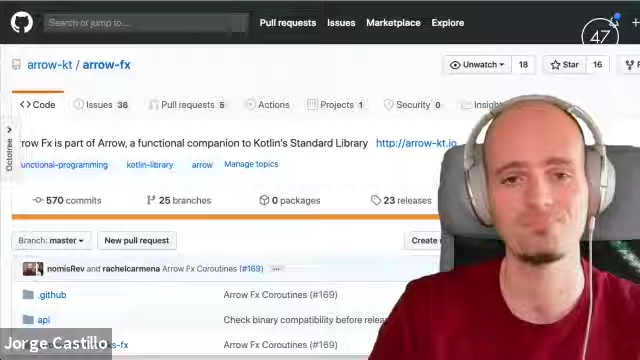 Search or jump to...
Pull requests Issues Marketplace Explore
47
arrow-kt / arrow-fx
Unwatch 18 Star 16
Code Issues 36 Pull requests 5 Actions Projects 1 Security 0
Octotree
Fx is part of Arrow, a functional companion to Kotlin's Standard Library http://arrow-kt.io
unctional-programming kotlin-library arrow Manage topics
570 commits 25 branches 0 packages 23 releases
Branch: master New pull request Create
nomisRev and rachelcarmena Arrow Fx Coroutines (#169) ...
.github Arrow Fx Coroutines (#169)
api Check binary compatibility before
Jorge Castillo
ks-fx Arrow Fx Coroutines (#169)